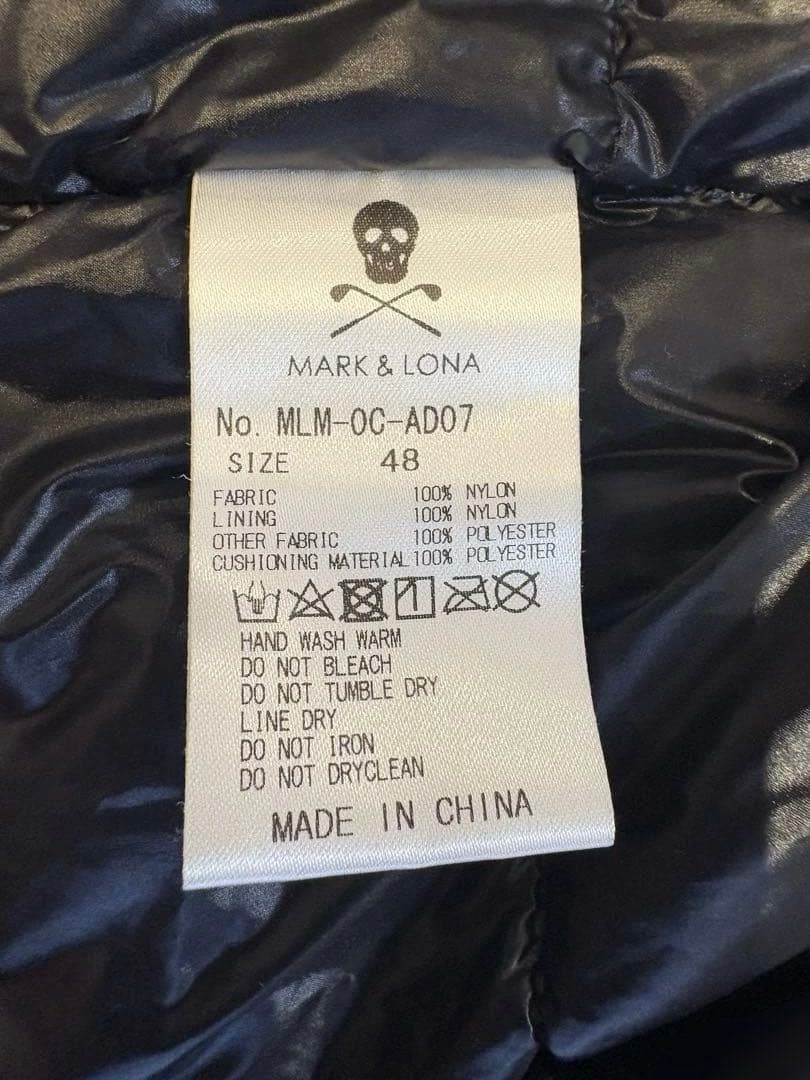 MARK & LONA
No. MLM-OC-AD07
SIZE 48
FABRIC 100% NYLON
LINING 100% NYLON
OTHER FABRIC 100% POLYESTER
CUSHIONING MATERIAL 100% POLYESTER
HAND WASH WARM
DO NOT BLEACH
DO NOT TUMBLE DRY
LINE DRY
DO NOT IRON
DO NOT DRYCLEAN
MADE IN CHINA